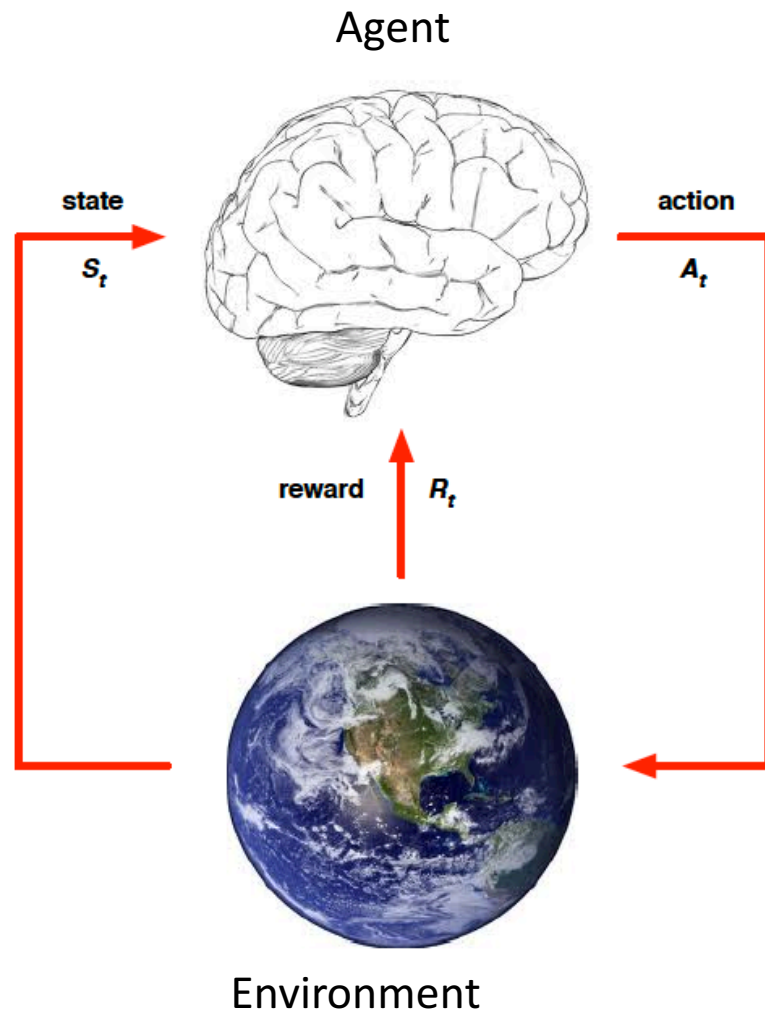 Agent
state
S_t
action
A_t
reward R_t
Environment